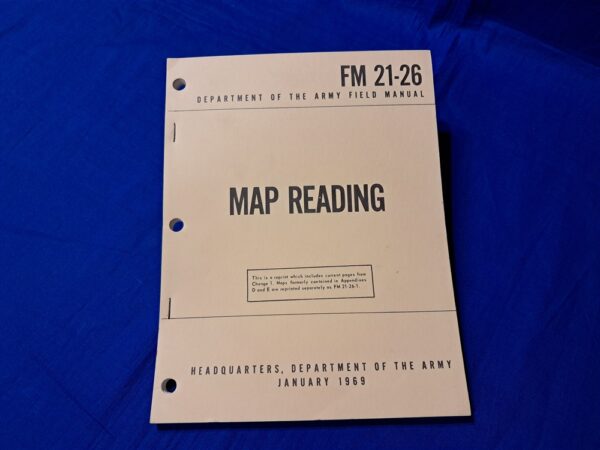 FM 21-26
DEPARTMENT OF THE ARMY FIELD MANUAL
MAP READING
This is a reprint which includes current pages from
Change 1. Maps formerly contained in Appendixes
D and E are reprinted separately as FM 21-26-1.
HEADQUARTERS, DEPARTMENT OF THE ARMY
JANUARY 1969